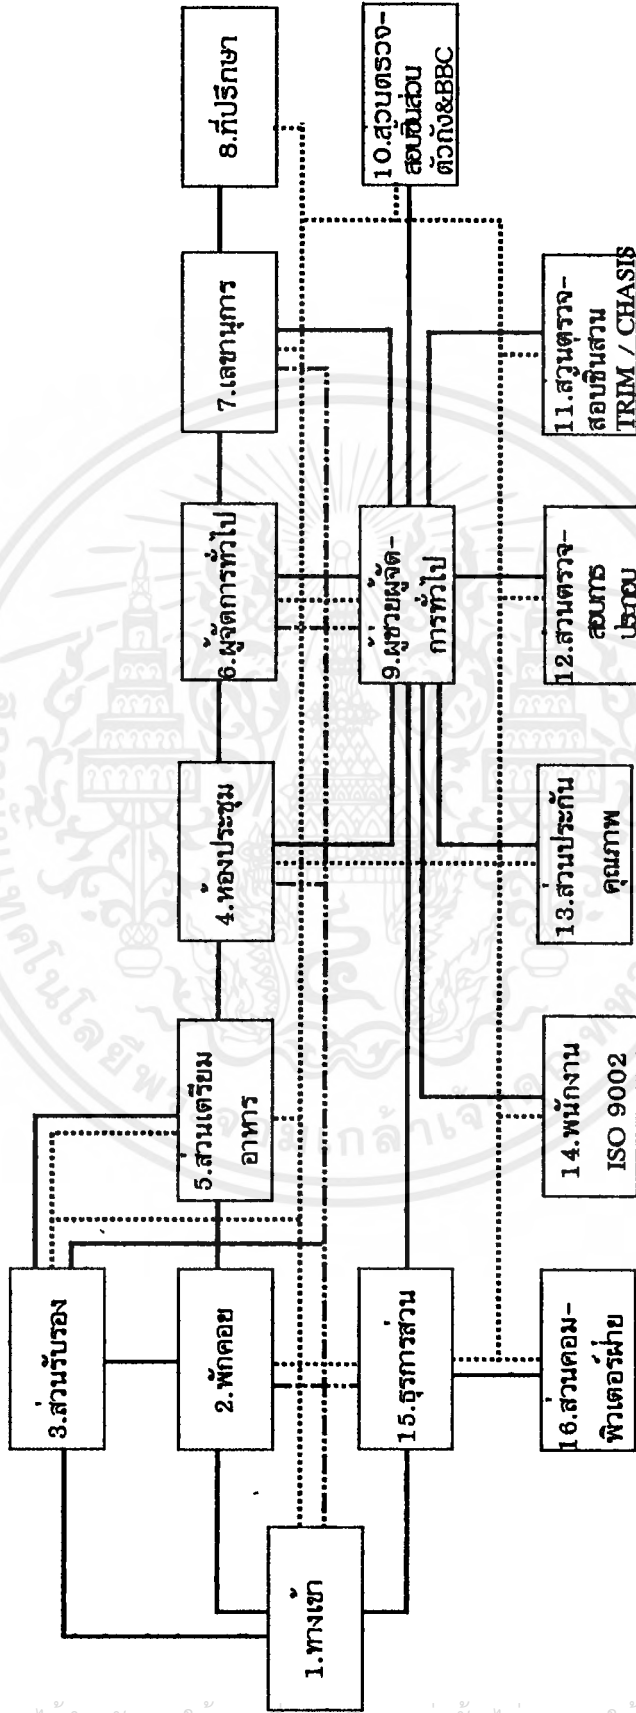 1.ทางเข้า
2.พักคอย
3.ส่วนรับรอง
4.ห้องประชุม
5.ส่วนเตรียม
อาหาร
6.ผู้จัดการทั่วไป
7.เลขานุการ
8.ที่ปรึกษา
9.ผู้ช่วยผู้จัด-
การทั่วไป
10.ส่วนตรวจ-
สอบชิ้นส่วน
ตัวถัง&BBC
11.ส่วนตรวจ-
สอบชิ้นส่วน
TRIM / CHASIS
12.ส่วนตรวจ-
สอบการ
ประกอบ
13.ส่วนประกัน
คุณภาพ
14.พนักงาน
ISO 9002
15.ธุรการส่วน
16.ส่วนคอม-
พิวเตอร์ฝ่าย